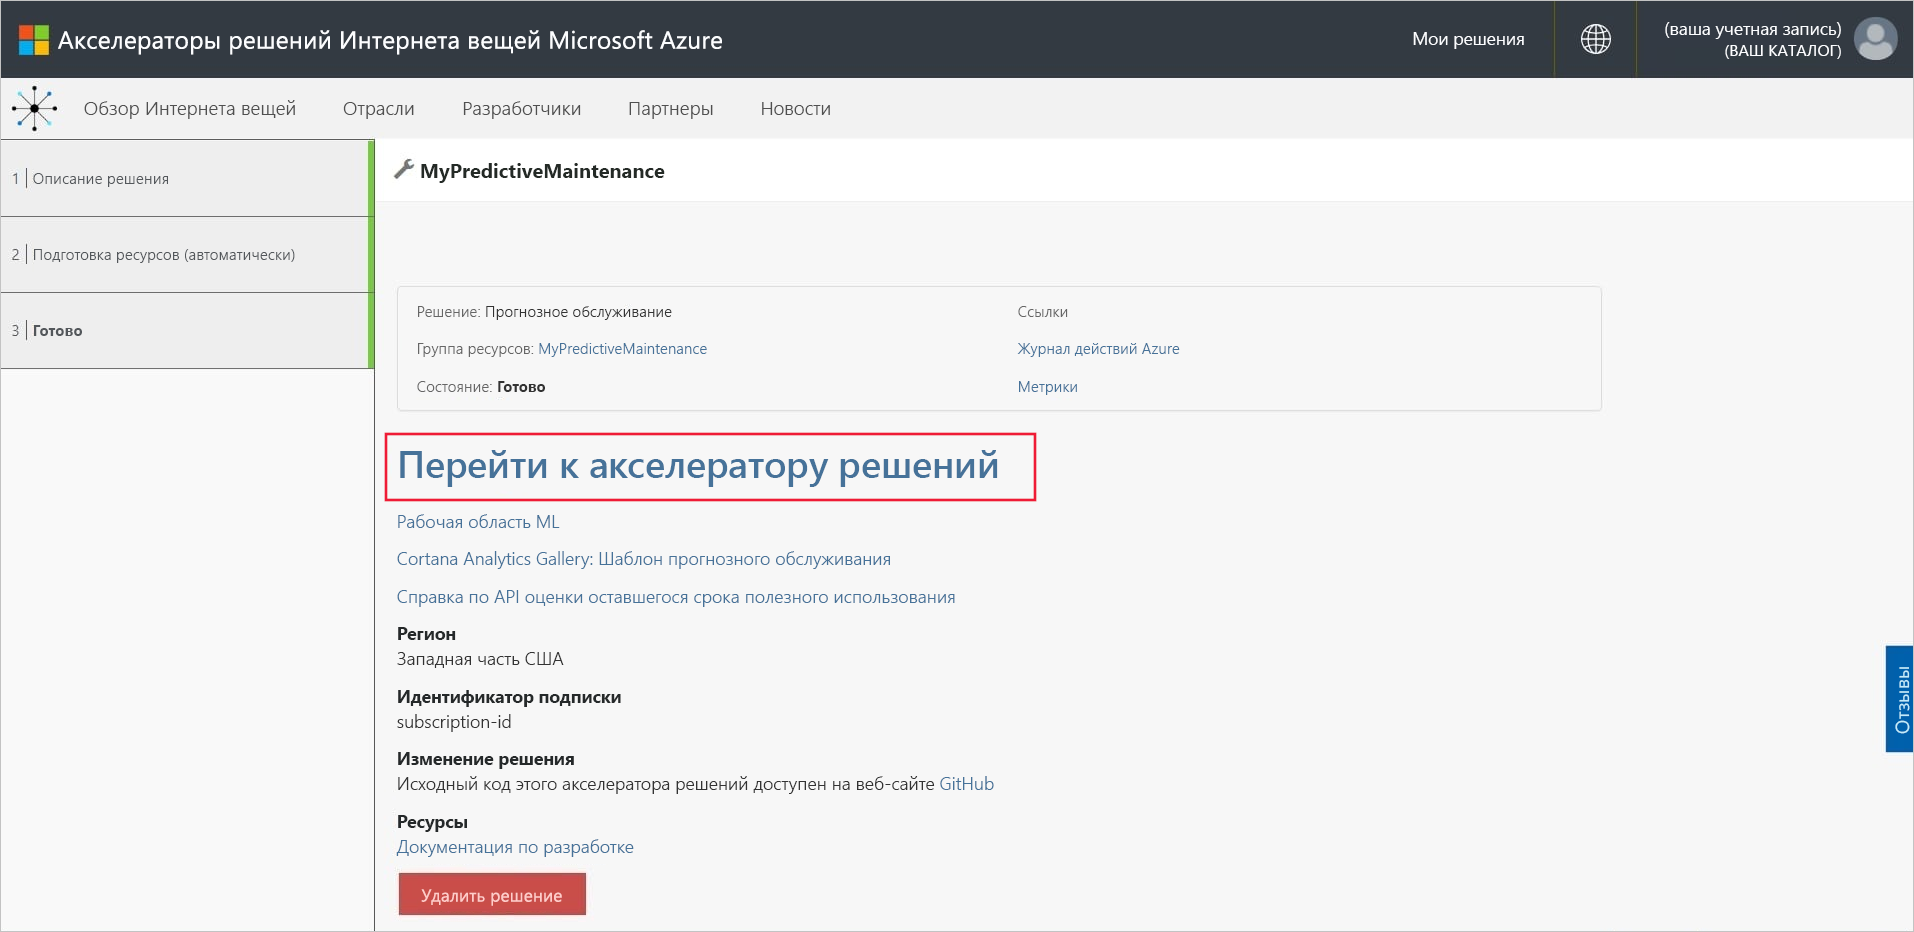 Акселераторы решений Интернета вещей Microsoft Azure
Мои решения
(ваша учетная запись)
(ВАШ КАТАЛОГ)
Обзор Интернета вещей
Отрасли
Разработчики
Партнеры
Новости
1 | Описание решения
2 | Подготовка ресурсов (автоматически)
3 | Готово
MyPredictiveMaintenance
Решение: Прогнозное обслуживание
Группа ресурсов: MyPredictiveMaintenance
Состояние: Готово
Ссылки
Журнал действий Azure
Метрики
Перейти к акселератору решений
Рабочая область ML
Cortana Analytics Gallery: Шаблон прогнозного обслуживания
Справка по API оценки оставшегося срока полезного использования
Регион
Западная часть США
Идентификатор подписки
subscription-id
Изменение решения
Исходный код этого акселератора решений доступен на веб-сайте GitHub
Ресурсы
Документация по разработке
Удалить решение
Отзывы